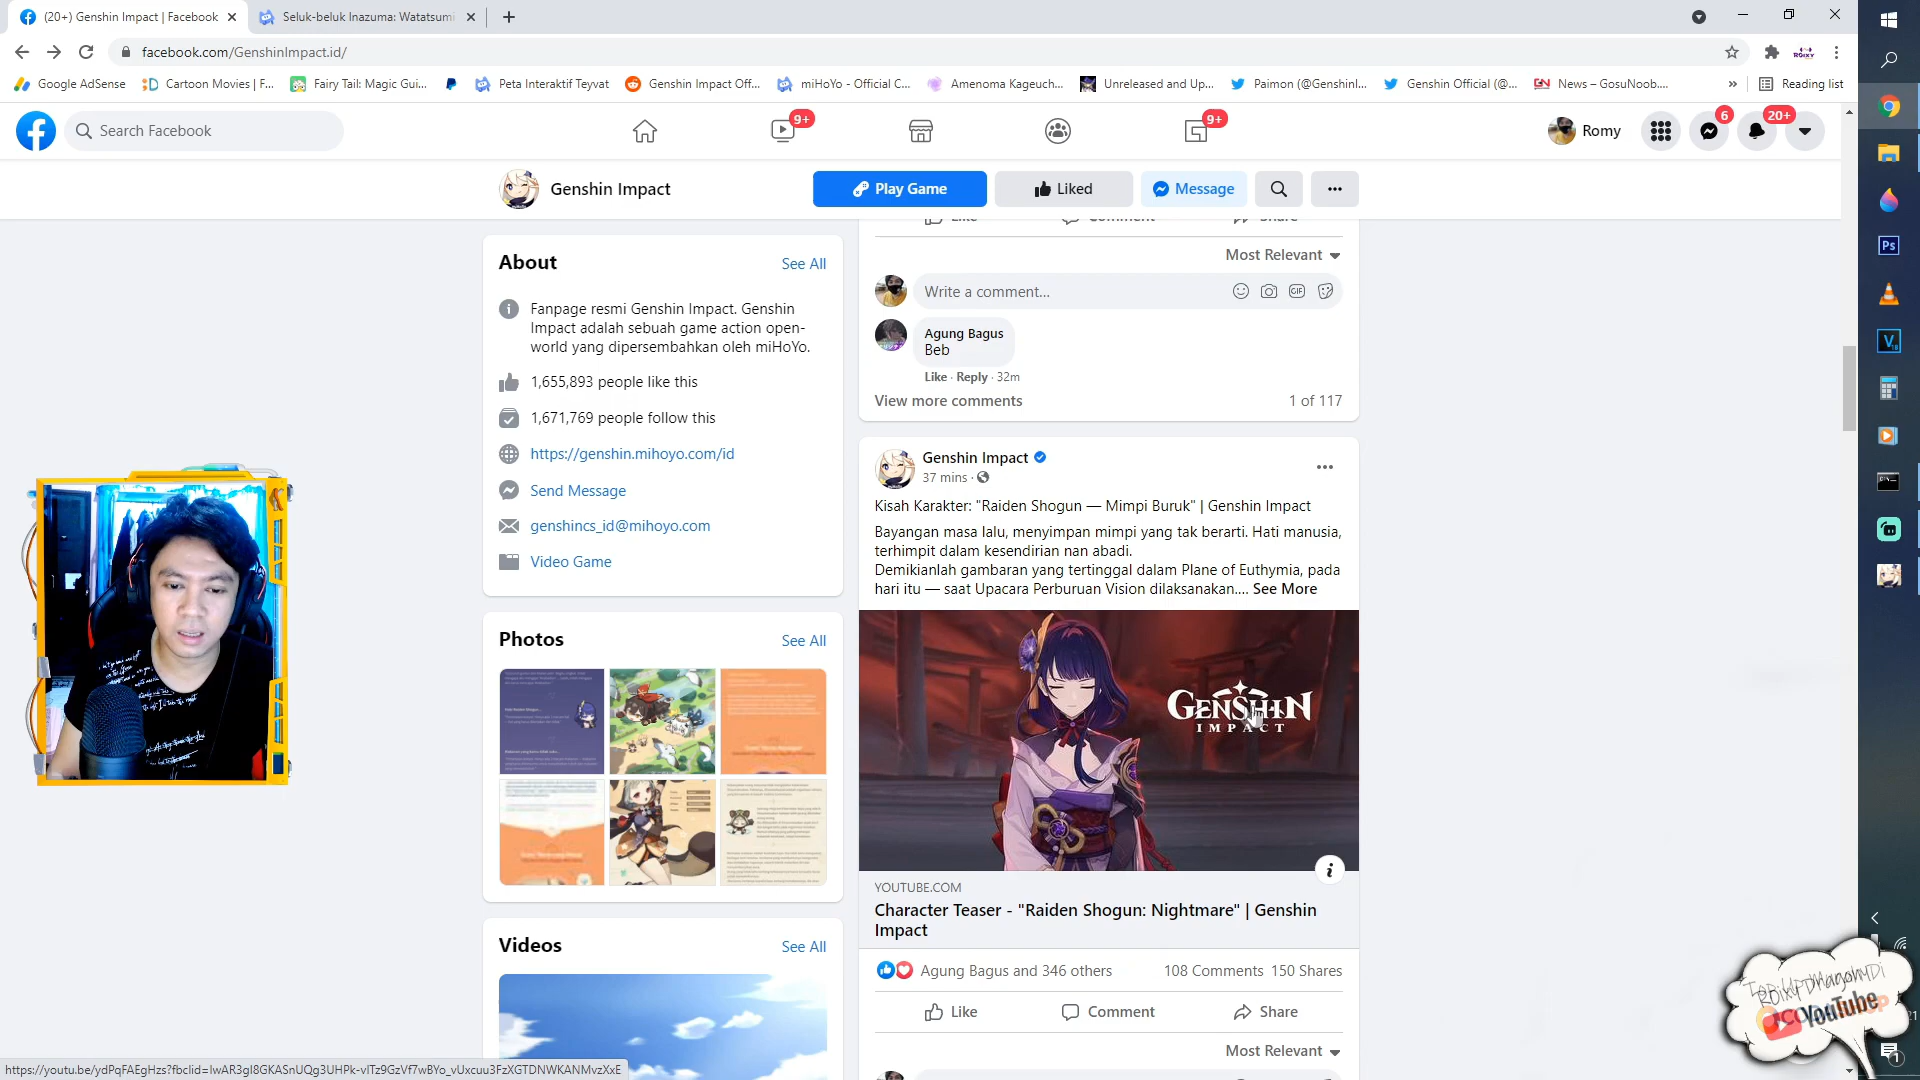 (20+) Genshin Impact | Facebook
Seluk-beluk Inazuma: Watatsumi
facebook.com/GenshinImpact.id/
Google AdSense
Cartoon Movies | F...
Fairy Tail: Magic Gui...
Peta Interaktif Teyvat
Genshin Impact Off...
miHoYo - Official C...
Amenoma Kageuch...
Unreleased and Up...
Paimon (@GenshinI...
Genshin Official (@...
News – GosuNoob....
Reading list
Search Facebook
9+
9+
Romy
6
20+
Genshin Impact
Play Game
Liked
Message
About
See All
Fanpage resmi Genshin Impact. Genshin
Impact adalah sebuah game action open-
world yang dipersembahkan oleh miHoYo.
1,655,893 people like this
1,671,769 people follow this
https://genshin.mihoyo.com/id
Send Message
genshincs_id@mihoyo.com
Video Game
Photos
See All
Videos
See All
Like
Comment
Share
Most Relevant
Write a comment...
GIF
Agung Bagus
Beb
Like · Reply · 32m
View more comments
1 of 117
Genshin Impact
37 mins ·
Kisah Karakter: "Raiden Shogun — Mimpi Buruk" | Genshin Impact
Bayangan masa lalu, menyimpan mimpi yang tak berarti. Hati manusia,
terhimpit dalam kesendirian nan abadi.
Demikianlah gambaran yang tertinggal dalam Plane of Euthymia, pada
hari itu — saat Upacara Perburuan Vision dilaksanakan.... See More
GENSHIN
IMPACT
YOUTUBE.COM
Character Teaser - "Raiden Shogun: Nightmare" | Genshin
Impact
Agung Bagus and 346 others
108 Comments
150 Shares
Like
Comment
Share
Most Relevant
Ps
YouTube
1